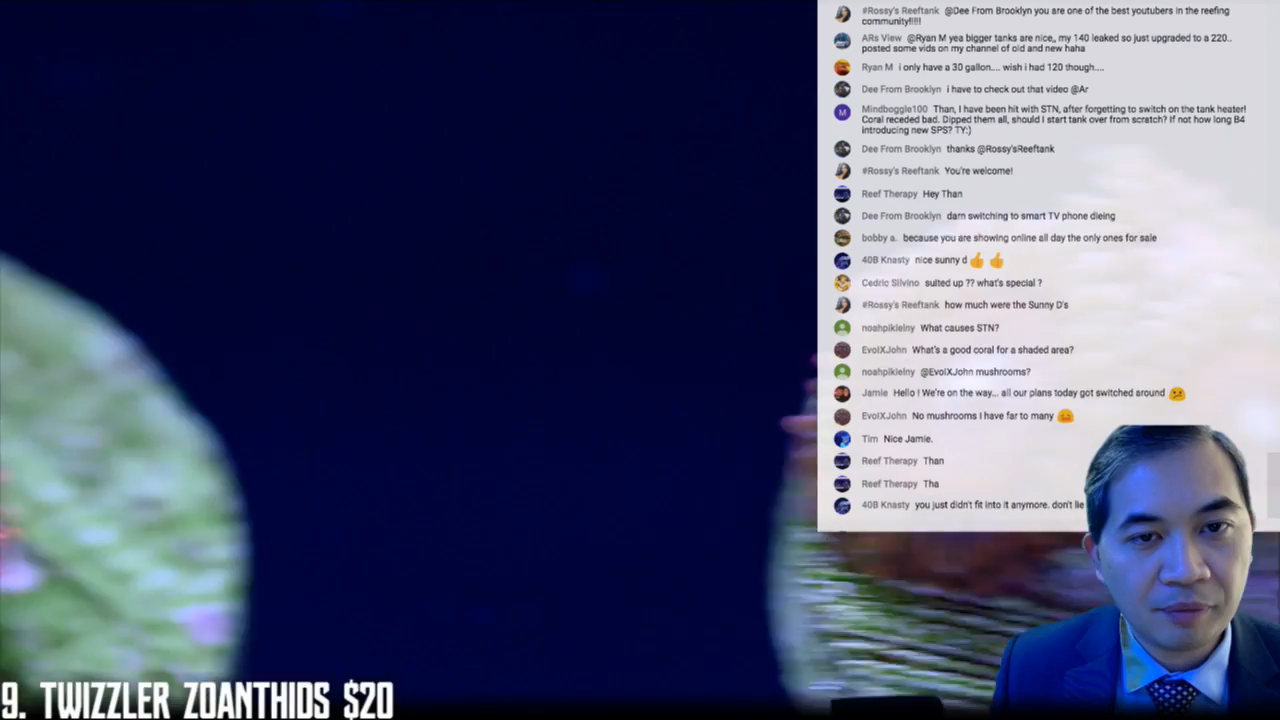 #Rossy's Reeftank @Dee From Brooklyn you are one of the best youtubers in the reefing
community!!!!!
ARs View @Ryan M yea bigger tanks are nice,, my 140 leaked so just upgraded to a 220..
posted some vids on my channel of old and new haha
Ryan M i only have a 30 gallon.... wish i had 120 though....
Dee From Brooklyn i have to check out that video @Ar
M
Mindboggle100 Than, I have been hit with STN, after forgetting to switch on the tank heater!
Coral receded bad. Dipped them all, should I start tank over from scratch? If not how long B4
introducing new SPS? TY:)
Dee From Brooklyn thanks @Rossy'sReeftank
#Rossy's Reeftank You're welcome!
Reef Therapy Hey Than
Dee From Brooklyn darn switching to smart TV phone dieing
bobby a. because you are showing online all day the only ones for sale
40B Knasty nice sunny d 👍 👍
Cedric Silvino suited up ?? what's special ?
#Rossy's Reeftank how much were the Sunny D's
noahpikielny What causes STN?
EvolXJohn What's a good coral for a shaded area?
noahpikielny @EvolXJohn mushrooms?
Jamie Hello ! We're on the way... all our plans today got switched around
EvolXJohn No mushrooms I have far to many
Tim Nice Jamie.
Reef Therapy Than
Reef Therapy Tha
40B Knasty you just didn't fit into it anymore. don't lie
9. TWIZZLER ZOANTHIDS $20